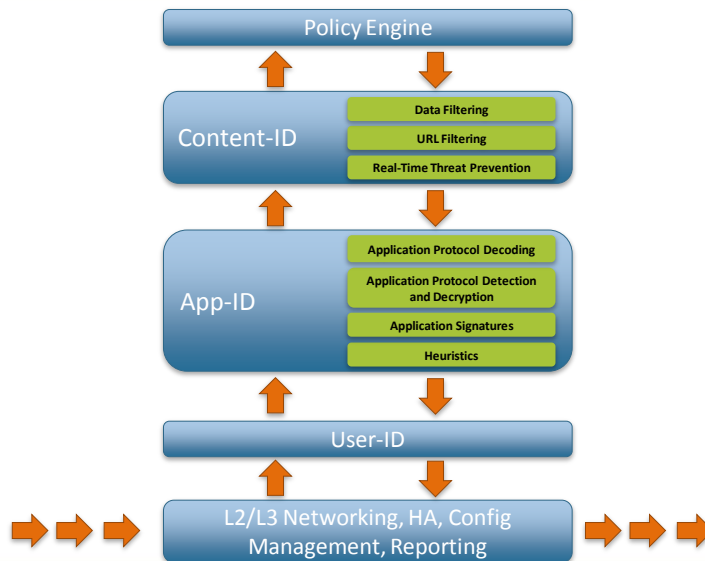 Policy Engine
Content-ID
Data Filtering
URL Filtering
Real-Time Threat Prevention
App-ID
Application Protocol Decoding
Application Protocol Detection
and Decryption
Application Signatures
Heuristics
User-ID
L2/L3 Networking, HA, Config
Management, Reporting